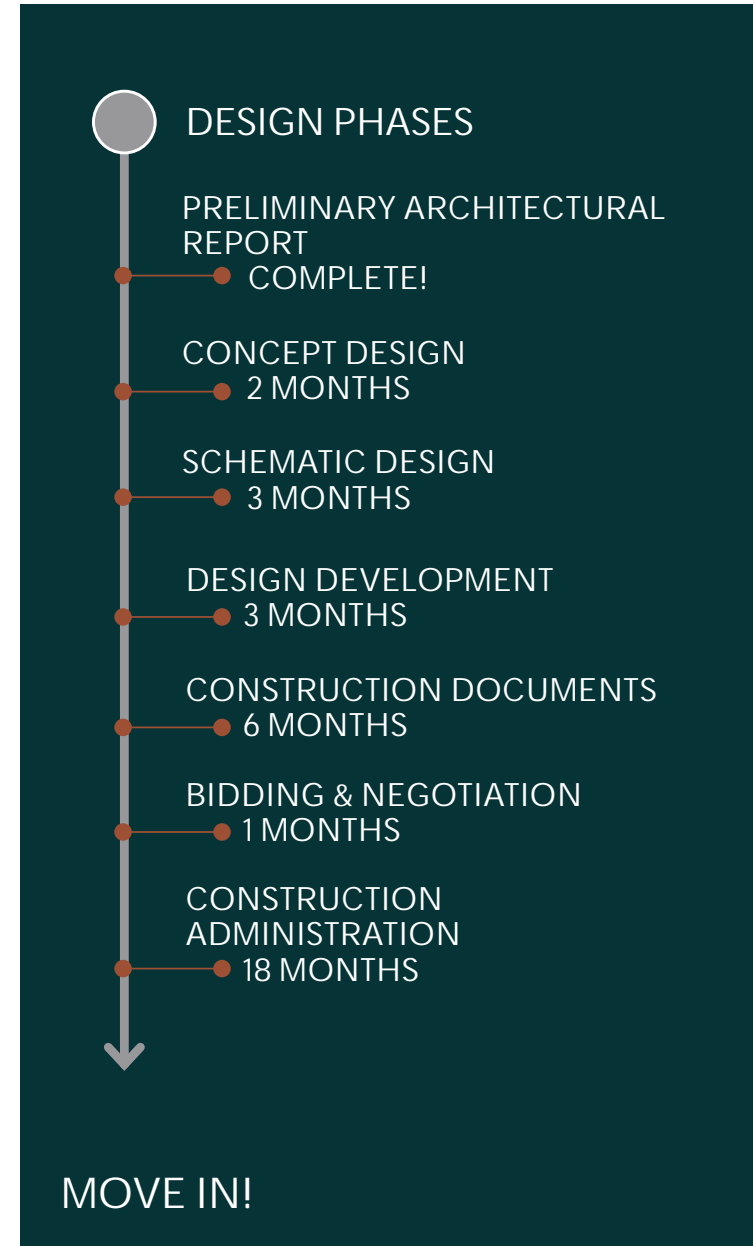 DESIGN PHASES
PRELIMINARY ARCHITECTURAL
REPORT
COMPLETE!
CONCEPT DESIGN
2 MONTHS
SCHEMATIC DESIGN
3 MONTHS
DESIGN DEVELOPMENT
3 MONTHS
CONSTRUCTION DOCUMENTS
6 MONTHS
BIDDING & NEGOTIATION
1 MONTHS
CONSTRUCTION
ADMINISTRATION
18 MONTHS
MOVE IN!